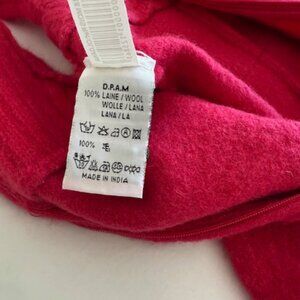 D.P.A.M
100% LAINE / WOOL
WOLLE / LANA
LANA / LA
100%
MADE IN INDIA